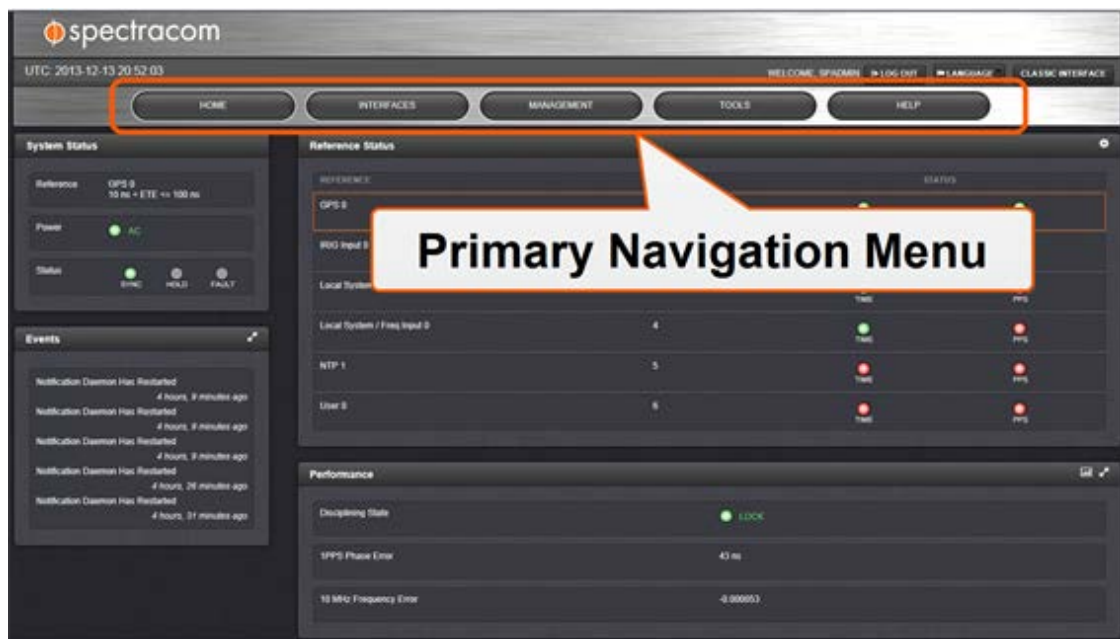 spectracom
UTC: 2013-12-13 20:52:03
WELCOME, SPADMIN LOG OUT LANGUAGE CLASSIC INTERFACE
HOME INTERFACES MANAGEMENT TOOLS HELP
System Status
Reference GPS 0
10 ns < ETE <= 100 ns
Power AC
Status
SYNC HOLD FAULT
Events
Notification Daemon Has Restarted
4 hours, 9 minutes ago
Notification Daemon Has Restarted
4 hours, 9 minutes ago
Notification Daemon Has Restarted
4 hours, 9 minutes ago
Notification Daemon Has Restarted
4 hours, 26 minutes ago
Notification Daemon Has Restarted
4 hours, 31 minutes ago
Reference Status
REFERENCE STATUS
GPS 0
IRIG Input 0
Primary Navigation Menu
Local System
TIME PPS
Local System / Freq Input 0 4
TIME PPS
NTP 1 5
TIME PPS
User 0 6
TIME PPS
Performance
Disciplining State LOCK
1PPS Phase Error 43 ns
10 MHz Frequency Error -0.000053